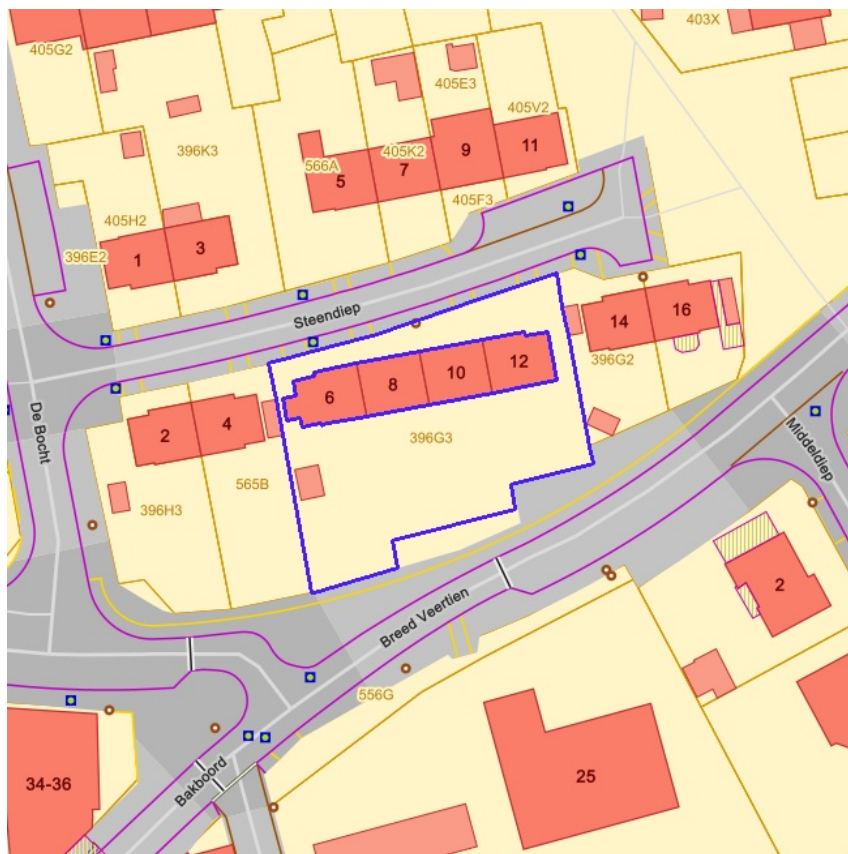 405G2
403X
405E3
405V2
396K3
405K2
566A
9
11
7
5
405H2
405F3
396E2
1
3
Steendiep
14
16
396G2
12
10
8
6
De Bocht
2
4
396G3
Middeldiep
565B
396H3
2
Breed Veertien
556G
25
34-36
Bakboord